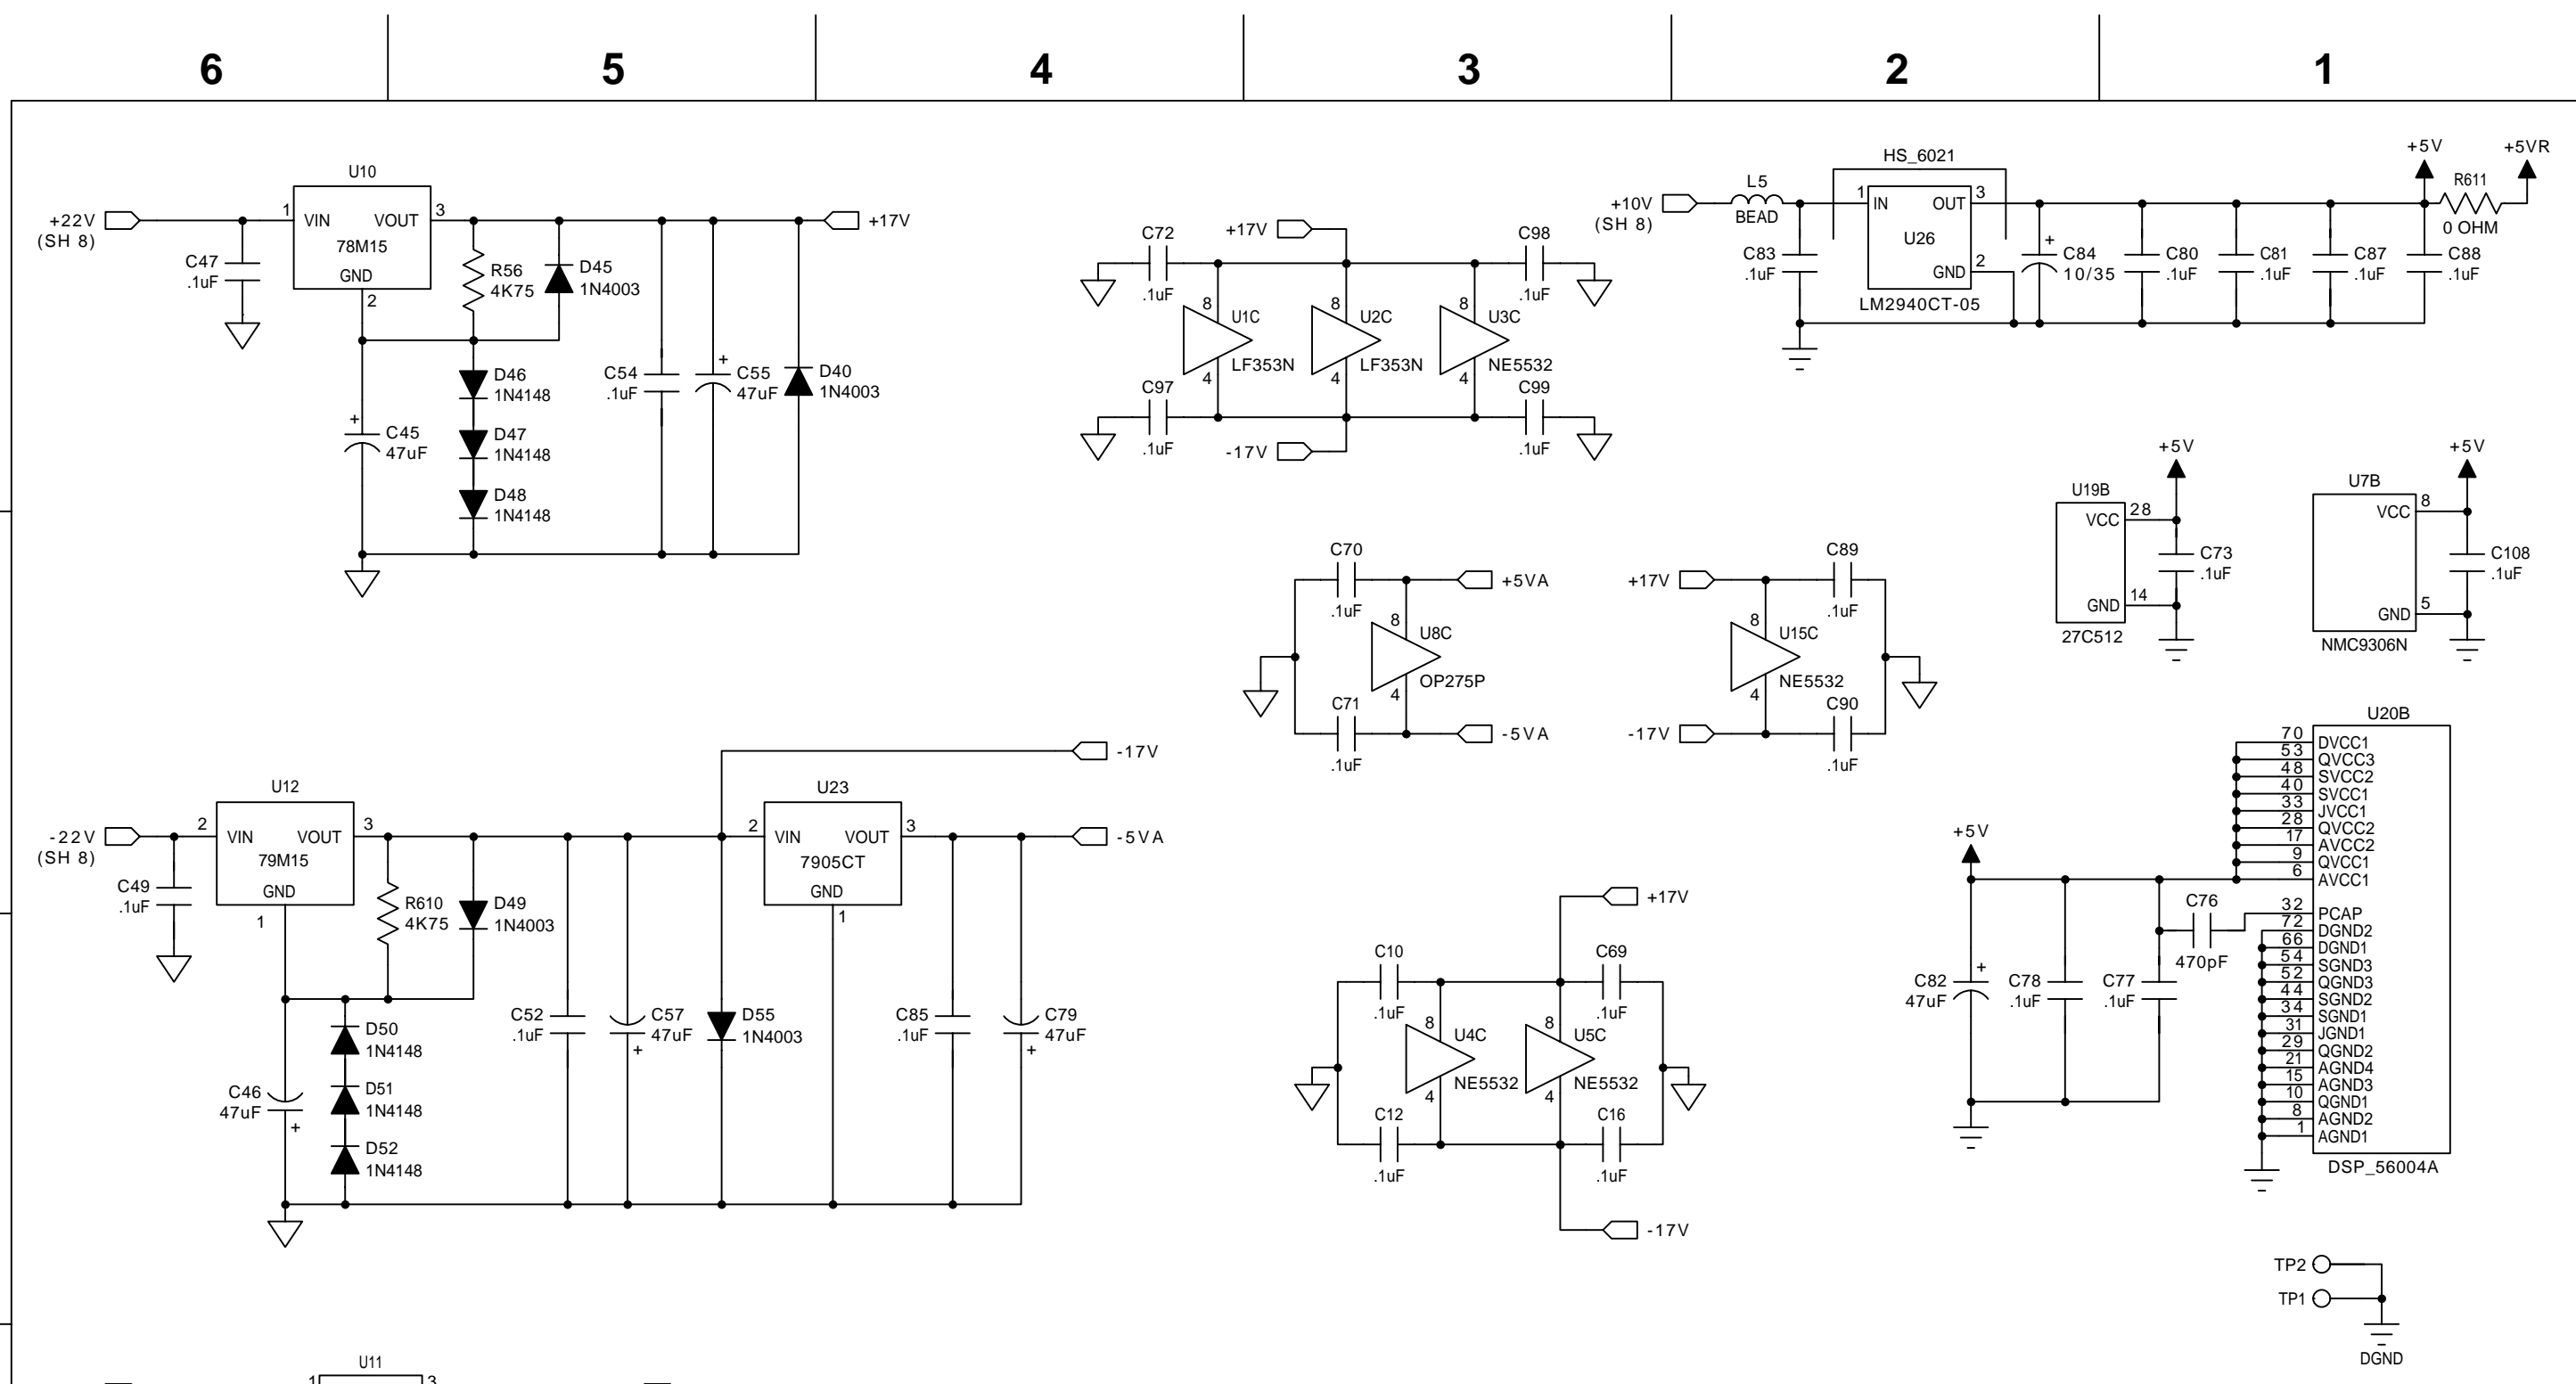 6 5 4 3 2 1
U10
+22V
(SH 8)
1
VIN
VOUT
3
78M15
GND
2
C47
.1uF
R56
4K75
D45
1N4003
+17V
D46
1N4148
D47
1N4148
D48
1N4148
C45
47uF
+
C54
.1uF
+
C55
47uF
D40
1N4003
+17V
C72
.1uF
C98
.1uF
8
U1C
LF353N
4
8
U2C
LF353N
4
8
U3C
NE5532
4
C97
.1uF
C99
.1uF
-17V
HS_6021
+10V
(SH 8)
L5
BEAD
1
IN
OUT
3
U26
GND
2
LM2940CT-05
C83
.1uF
+
C84
10/35
C80
.1uF
C81
.1uF
C87
.1uF
C88
.1uF
+5V
+5VR
R611
0 OHM
+5V
U19B
VCC
28
C73
.1uF
GND
14
27C512
+5V
U7B
VCC
8
C108
.1uF
GND
5
NMC9306N
C70
.1uF
+5VA
8
U8C
OP275P
4
C71
.1uF
-5VA
+17V
C89
.1uF
8
U15C
NE5532
4
-17V
C90
.1uF
-17V
U12
-22V
(SH 8)
2
VIN
VOUT
3
79M15
GND
1
C49
.1uF
R610
4K75
D49
1N4003
U23
2
VIN
VOUT
3
7905CT
GND
1
-5VA
D50
1N4148
D51
1N4148
D52
1N4148
C46
47uF
+
C52
.1uF
C57
47uF
+
D55
1N4003
C85
.1uF
C79
47uF
+
+17V
C10
.1uF
C69
.1uF
8
U4C
NE5532
4
8
U5C
NE5532
4
C12
.1uF
C16
.1uF
-17V
U20B
70 DVCC1
53 QVCC3
48 SVCC2
40 SVCC1
33 JVCC1
28 QVCC2
17 AVCC2
9 QVCC1
6 AVCC1
32 PCAP
72 DGND2
66 DGND1
54 SGND3
52 QGND3
44 SGND2
34 SGND1
31 JGND1
29 QGND2
21 AGND4
15 AGND3
10 QGND1
8 AGND2
1 AGND1
DSP_56004A
+5V
C76
470pF
+
C82
47uF
C78
.1uF
C77
.1uF
TP2
TP1
DGND
U11
1
3